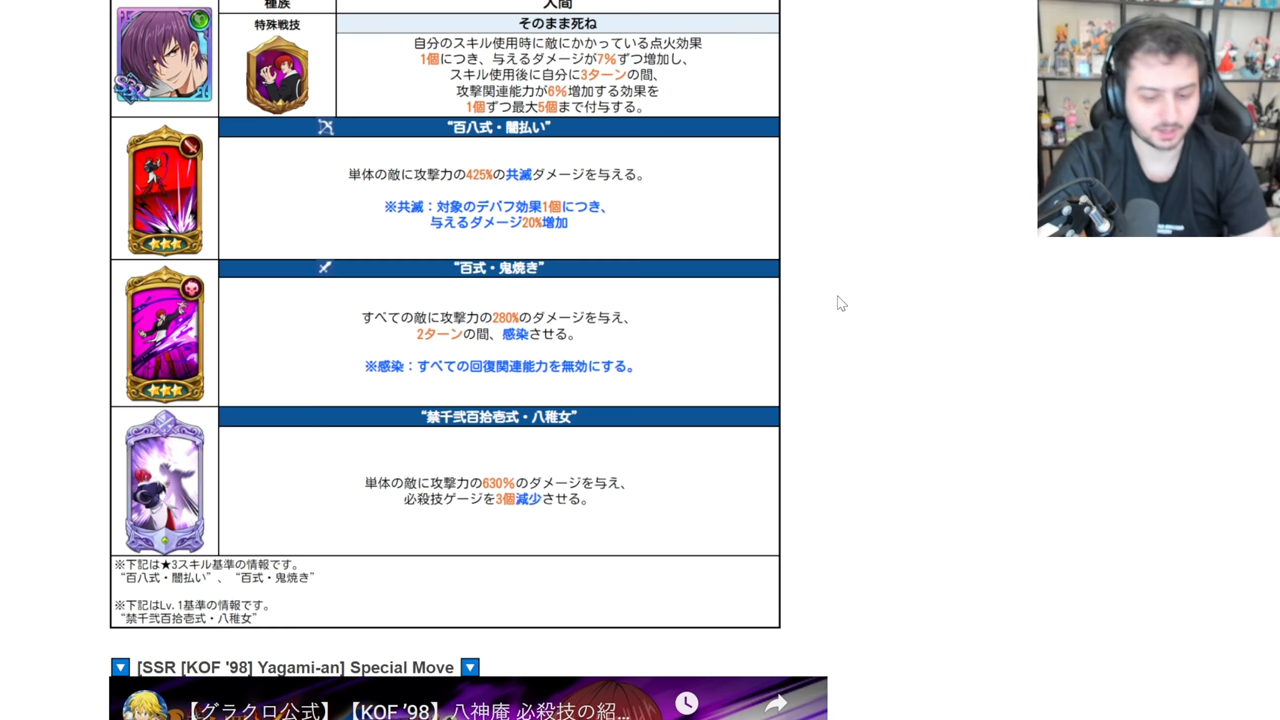 種族
人間
特殊戦技
そのまま死ね
自分のスキル使用時に敵にかかっている点火効果
1個につき、与えるダメージが7%ずつ増加し、
スキル使用後に自分に3ターンの間、
攻撃関連能力が6%増加する効果を
1個ずつ最大5個まで付与する。
SR
“百八式・闇払い”
単体の敵に攻撃力の425%の共滅ダメージを与える。
※共滅：対象のデバフ効果1個につき、
与えるダメージ20%増加
“百式・鬼焼き”
すべての敵に攻撃力の280%のダメージを与え、
2ターンの間、感染させる。
※感染：すべての回復関連能力を無効にする。
“禁千弐百拾壱式・八稚女”
単体の敵に攻撃力の630%のダメージを与え、
必殺技ゲージを3個減少させる。
※下記は★3スキル基準の情報です。
“百八式・闇払い”、“百式・鬼焼き”
※下記はLv.1基準の情報です。
“禁千弐百拾壱式・八稚女”
[SSR [KOF '98] Yagami-an] Special Move
【グラクロ公式】【KOF '98】八神庵 必殺技の紹...